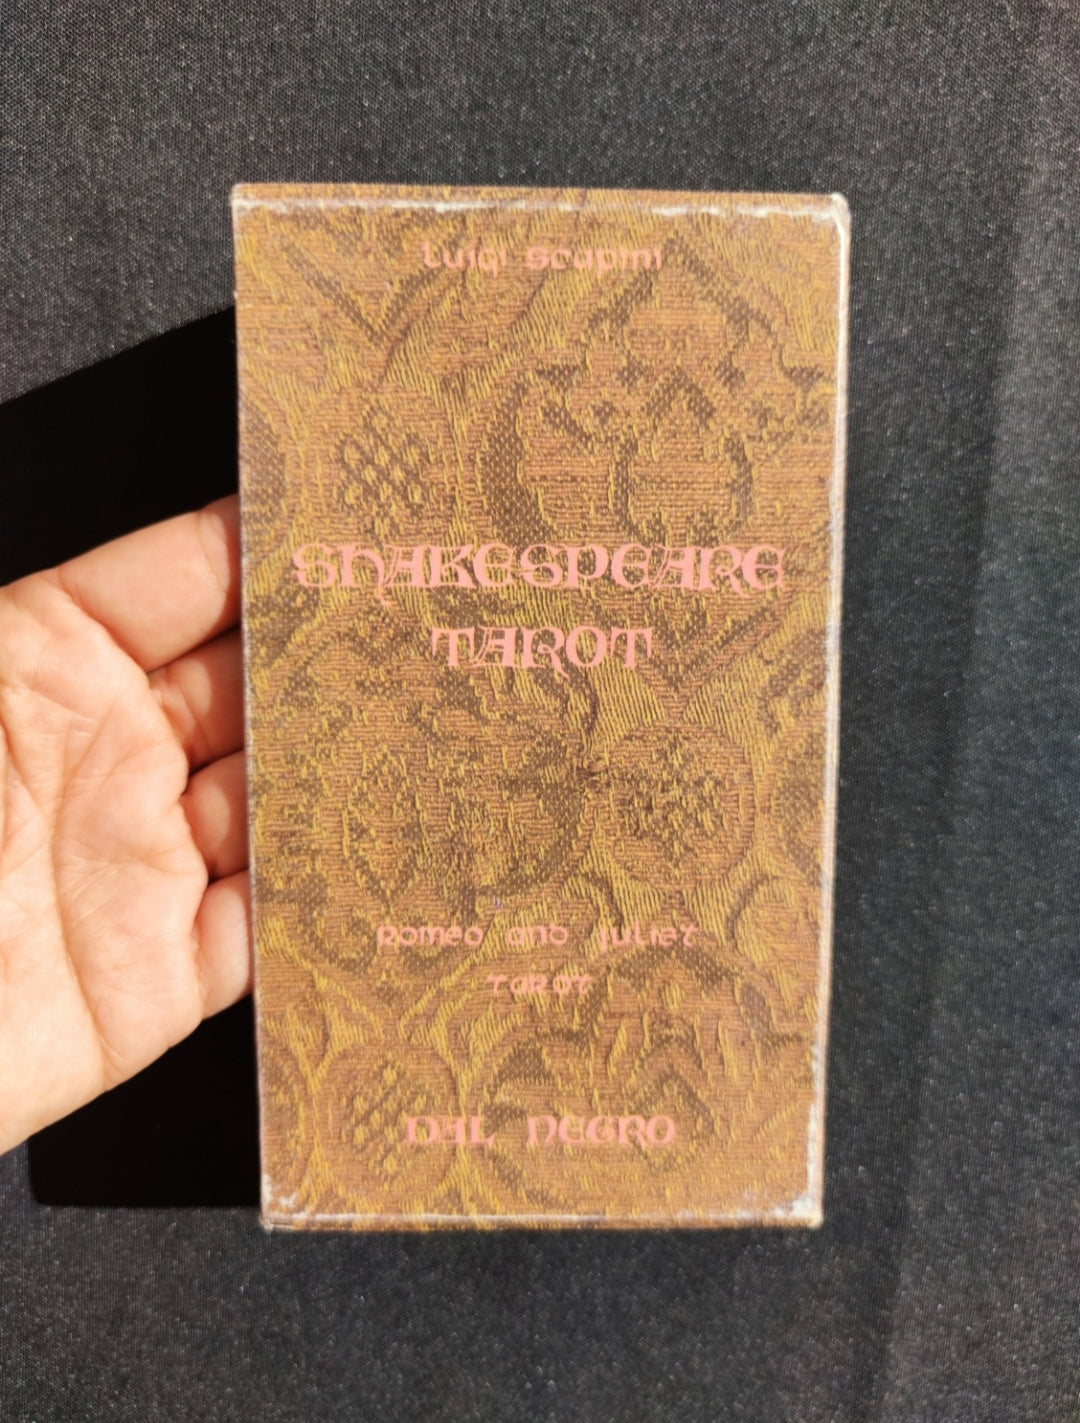 Luigi Scapini
SHAKESPEARE
TAROT
Romeo and Juliet
Tarot
DAL NEGRO